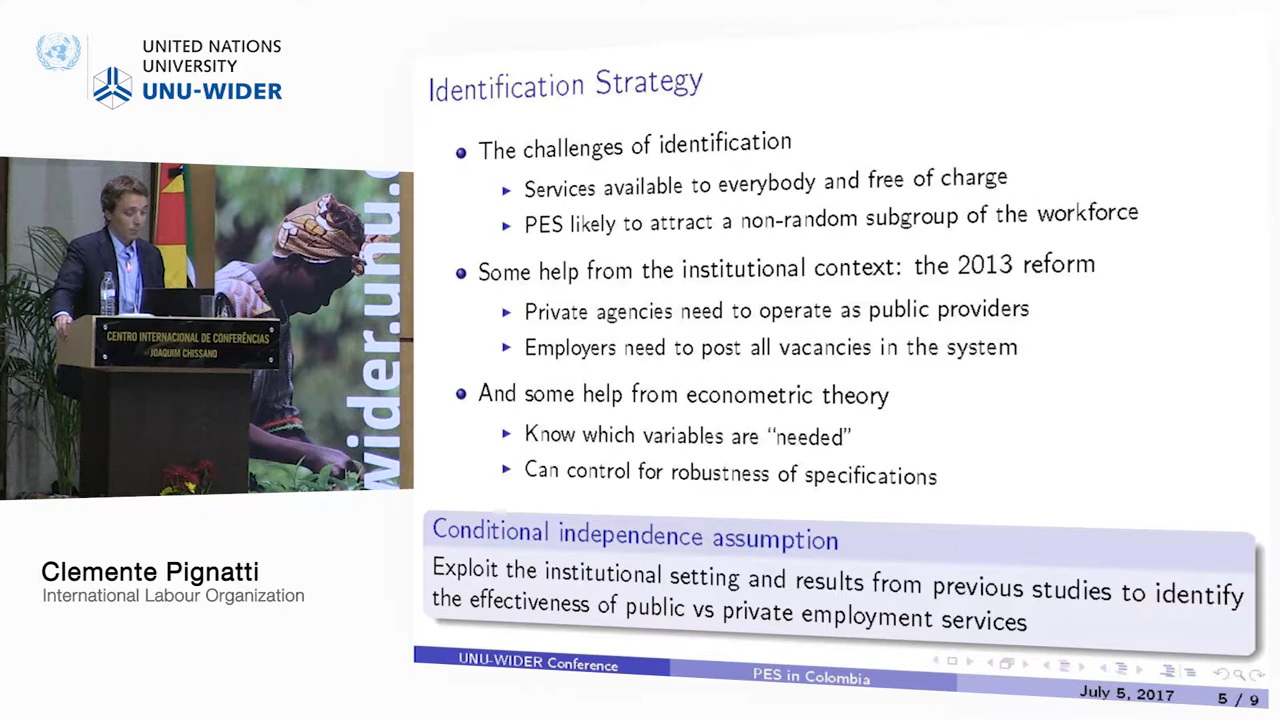 UNITED NATIONS
UNIVERSITY
UNU-WIDER
wider.unu.
CENTRO INTERNACIONAL DE CONFERÊNCIAS
JOAQUIM CHISSANO
Clemente Pignatti
International Labour Organization
Identification Strategy
The challenges of identification
Services available to everybody and free of charge
PES likely to attract a non-random subgroup of the workforce
Some help from the institutional context: the 2013 reform
Private agencies need to operate as public providers
Employers need to post all vacancies in the system
And some help from econometric theory
Know which variables are “needed”
Can control for robustness of specifications
Conditional independence assumption
Exploit the institutional setting and results from previous studies to identify
the effectiveness of public vs private employment services
UNU-WIDER Conference
PES in Colombia
July 5, 2017
5 / 9